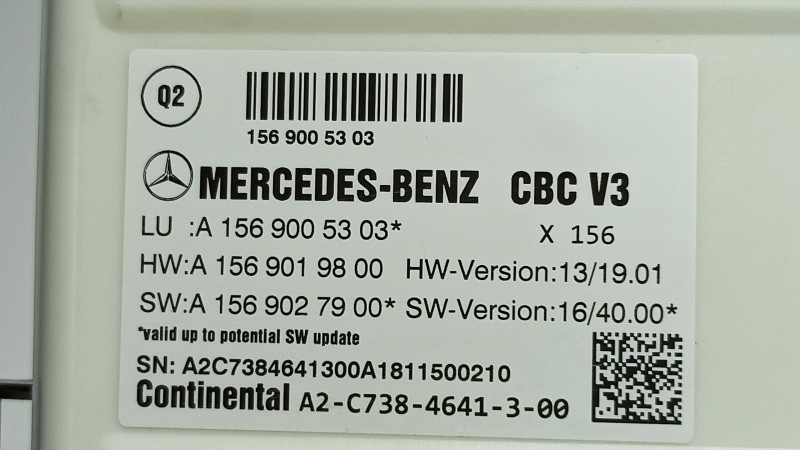 Q2
156 900 53 03
MERCEDES-BENZ CBC V3
LU :A 156 900 53 03* X 156
HW:A 156 901 98 00 HW-Version:13/19.01
SW:A 156 902 79 00* SW-Version:16/40.00*
*valid up to potential SW update
SN: A2C7384641300A1811500210
Continental A2-C738-4641-3-00